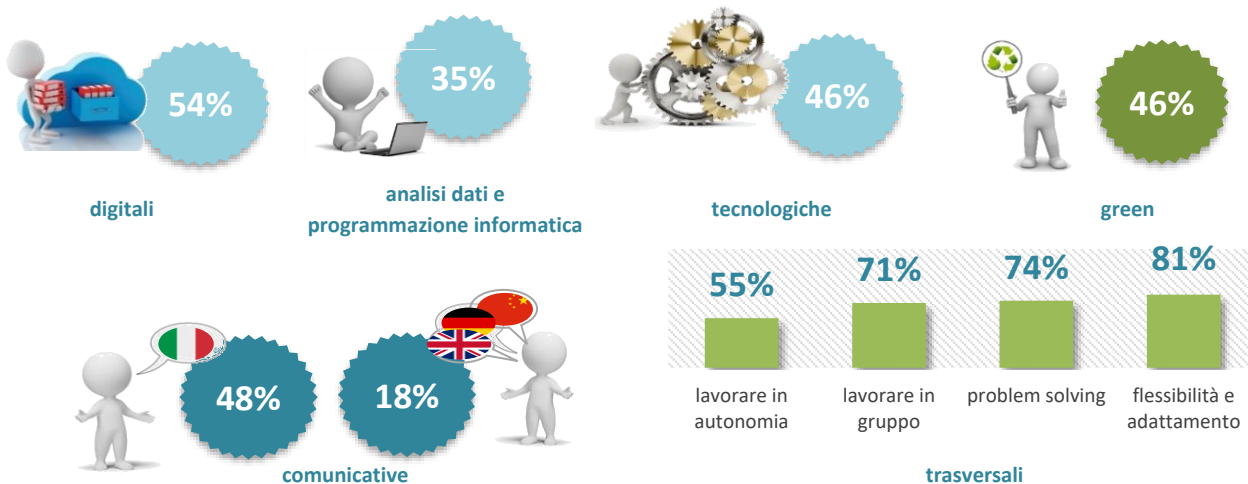 54%
35%
46%
46%
digitali
analisi dati e
programmazione informatica
tecnologiche
green
48%
18%
comunicative
55%
71%
74%
81%
lavorare in
autonomia
lavorare in
gruppo
problem solving
flessibilità e
adattamento
trasversali